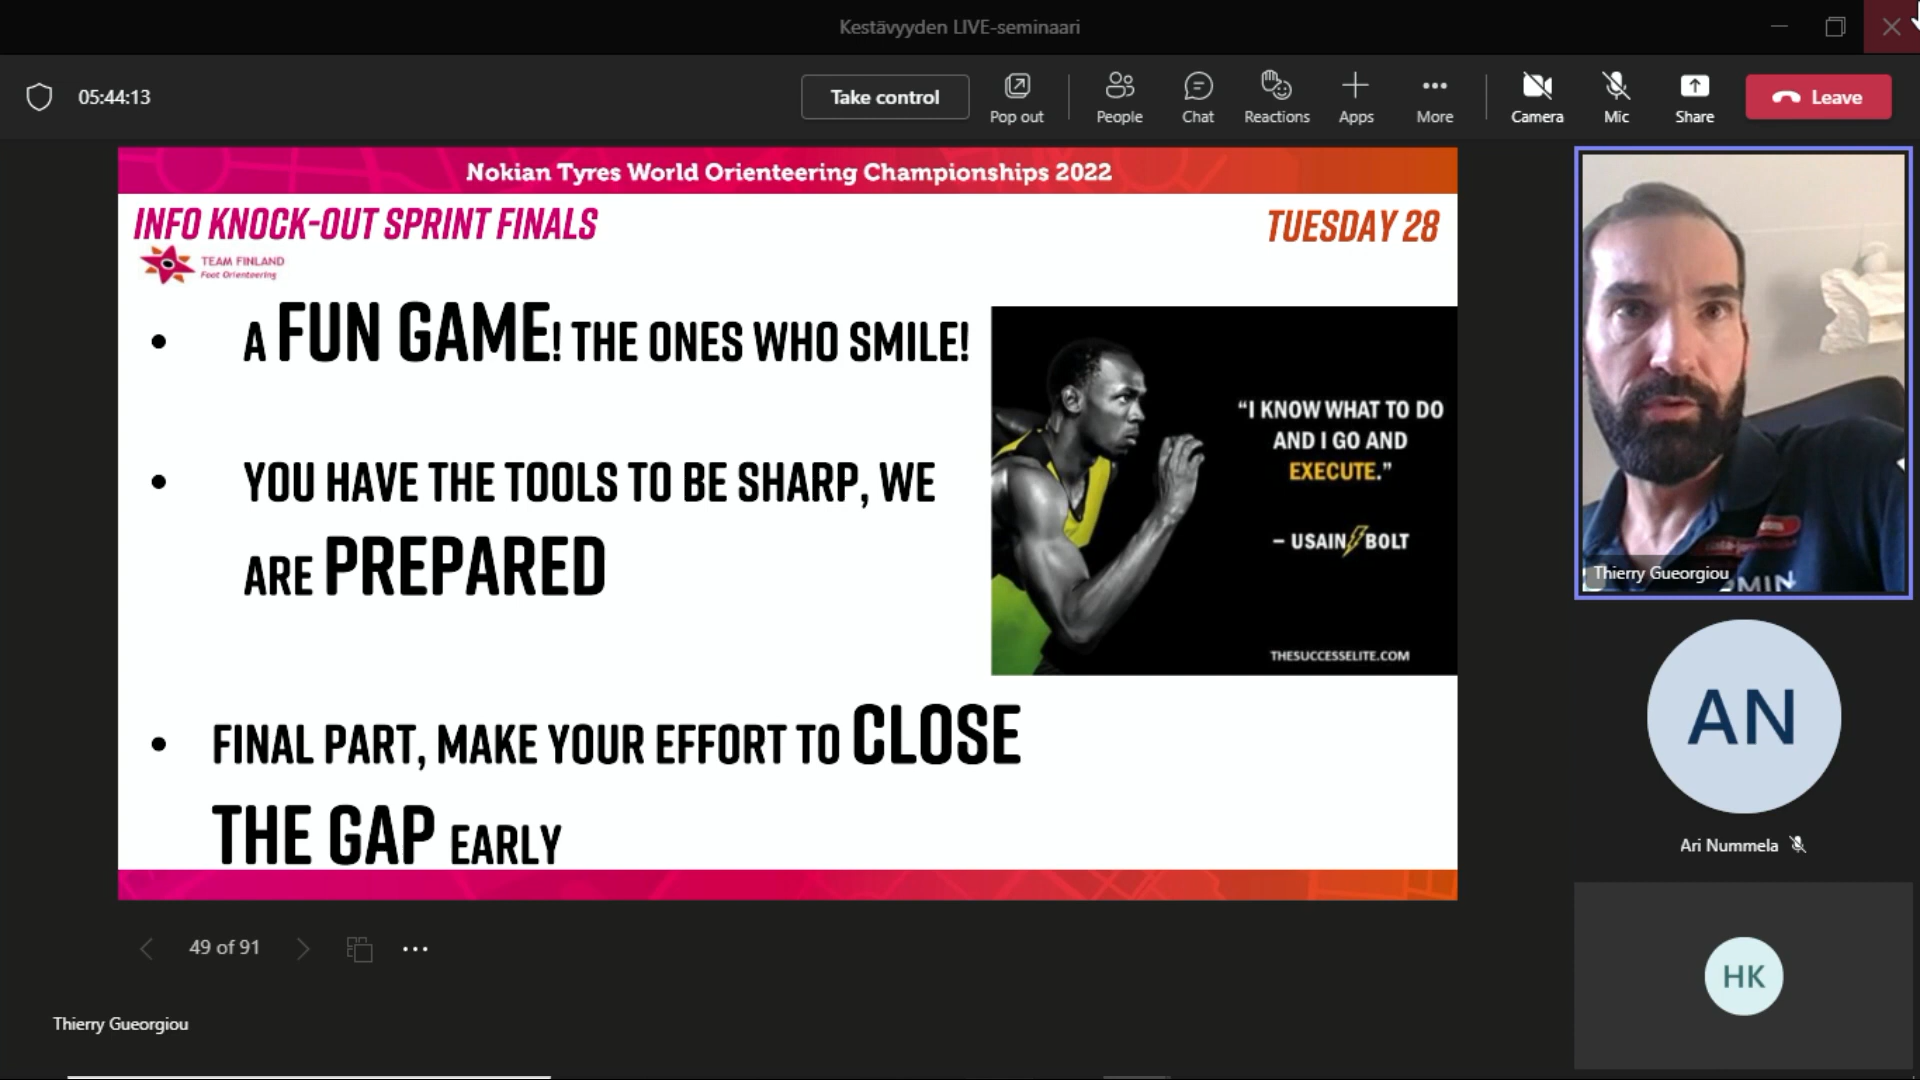 Kestävyyden LIVE-seminaari
05:44:13
Take control
Pop out
People
Chat
Reactions
Apps
More
Camera
Mic
Share
Leave
Nokian Tyres World Orienteering Championships 2022
INFO KNOCK-OUT SPRINT FINALS
TUESDAY 28
TEAM FINLAND
Foot Orienteering
• A FUN GAME! THE ONES WHO SMILE!
• YOU HAVE THE TOOLS TO BE SHARP, WE
ARE PREPARED
• FINAL PART, MAKE YOUR EFFORT TO CLOSE
THE GAP EARLY
“I KNOW WHAT TO DO
AND I GO AND
EXECUTE.”
– USAIN BOLT
THESUCCESSELITE.COM
Thierry Gueorgiou
AN
Ari Nummela
HK
49 of 91
Thierry Gueorgiou